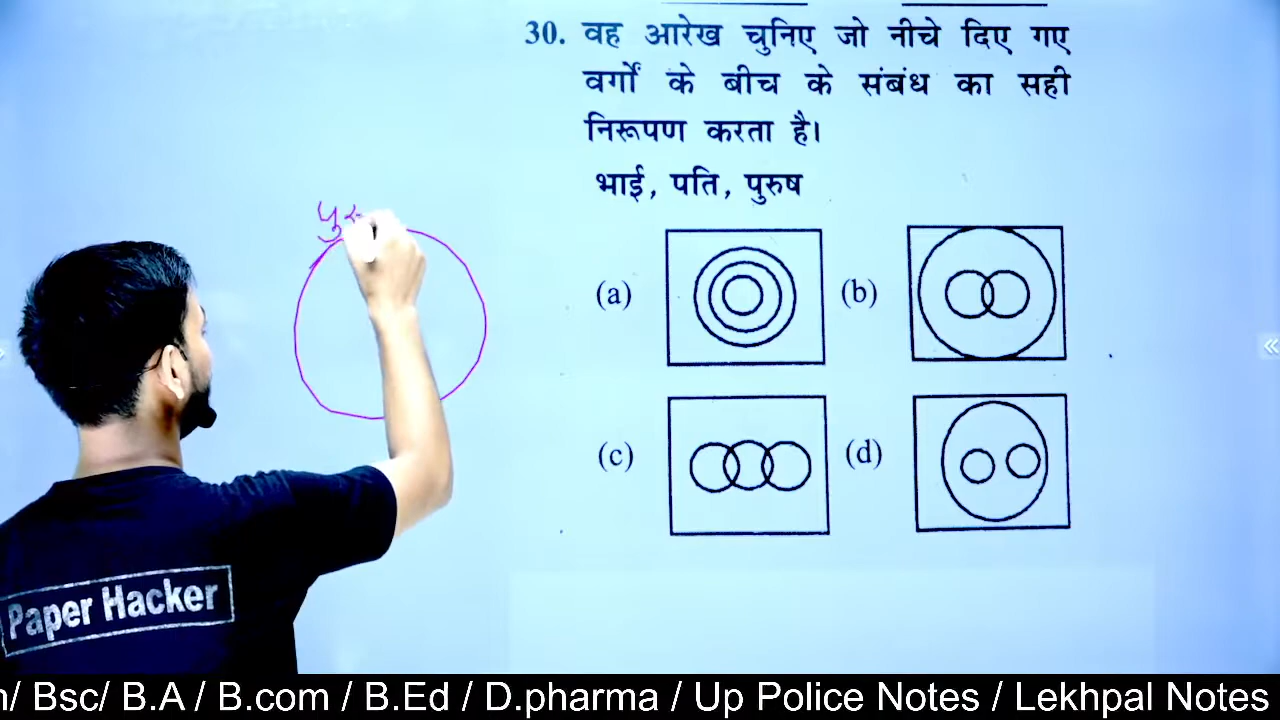 30. वह आरेख चुनिए जो नीचे दिए गए
वर्गों के बीच के संबंध का सही
निरूपण करता है।
भाई, पति, पुरुष
(a)
(b)
(c)
(d)
Paper Hacker
/ Bsc/ B.A / B.com / B.Ed / D.pharma / Up Police Notes / Lekhpal Notes